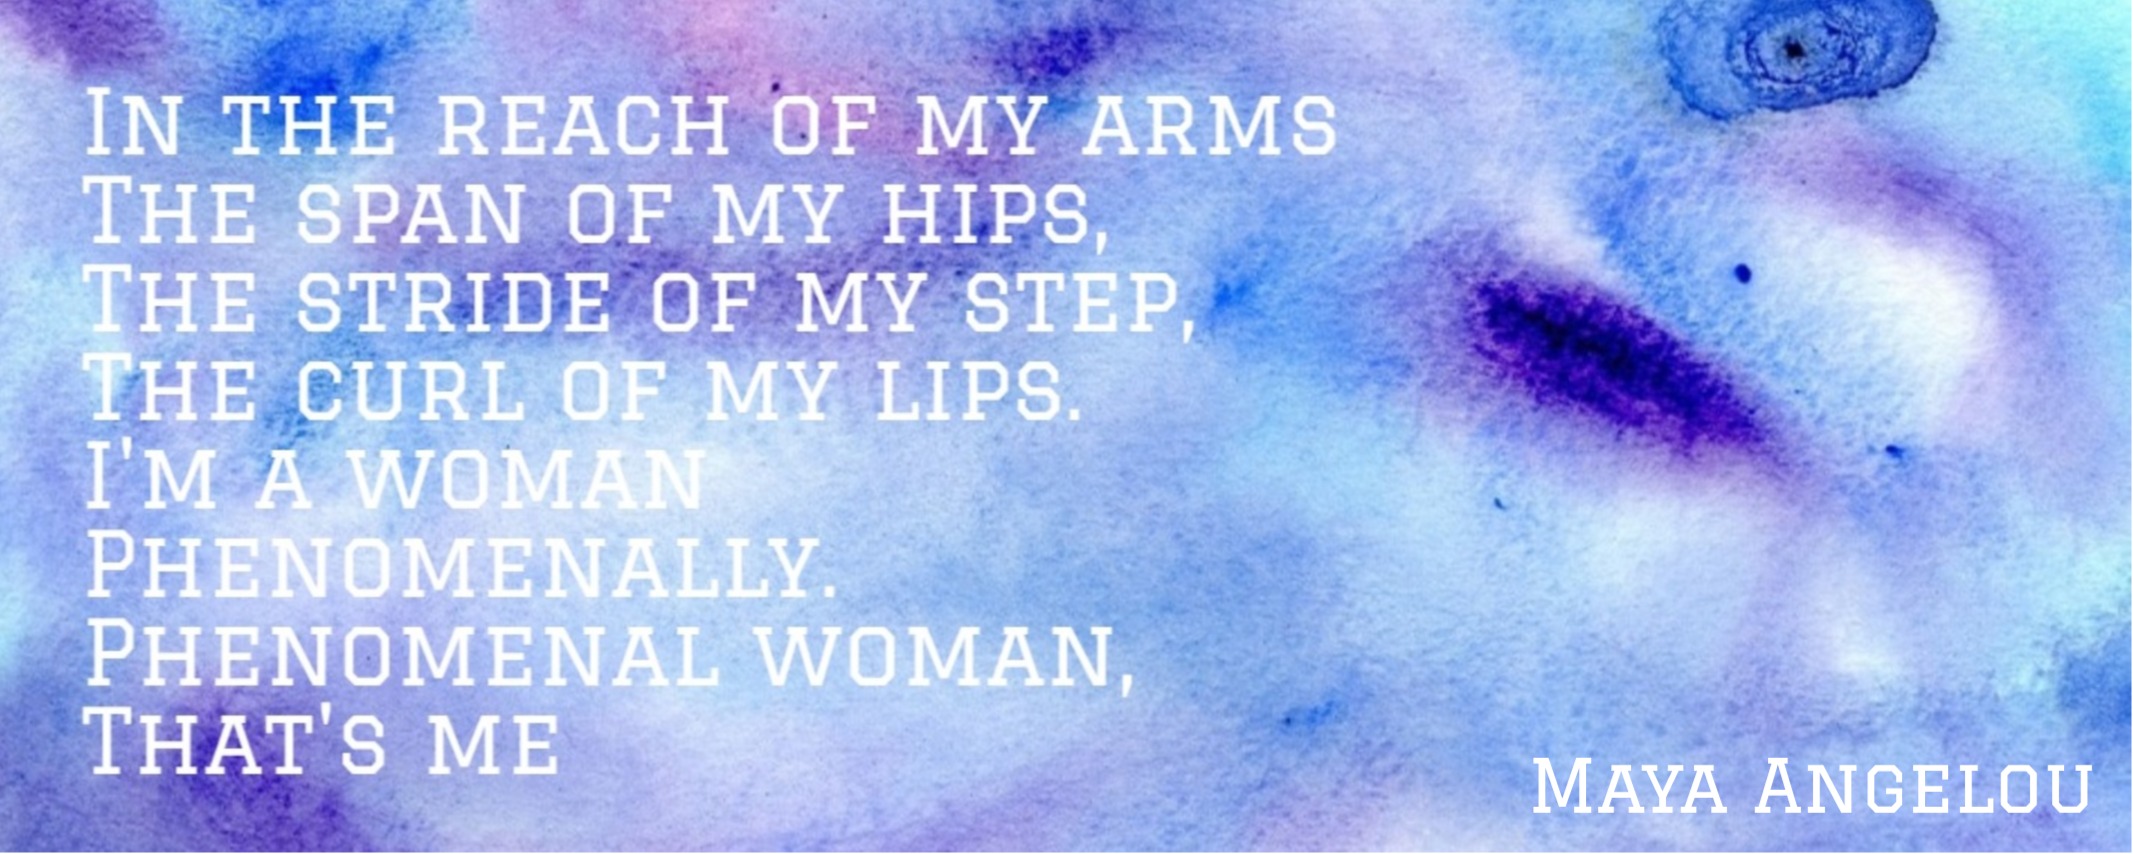 In the reach of my arms
The span of my hips,
The stride of my step,
The curl of my lips.
I'm a woman
Phenomenally.
Phenomenal woman,
That's me
Maya Angelou